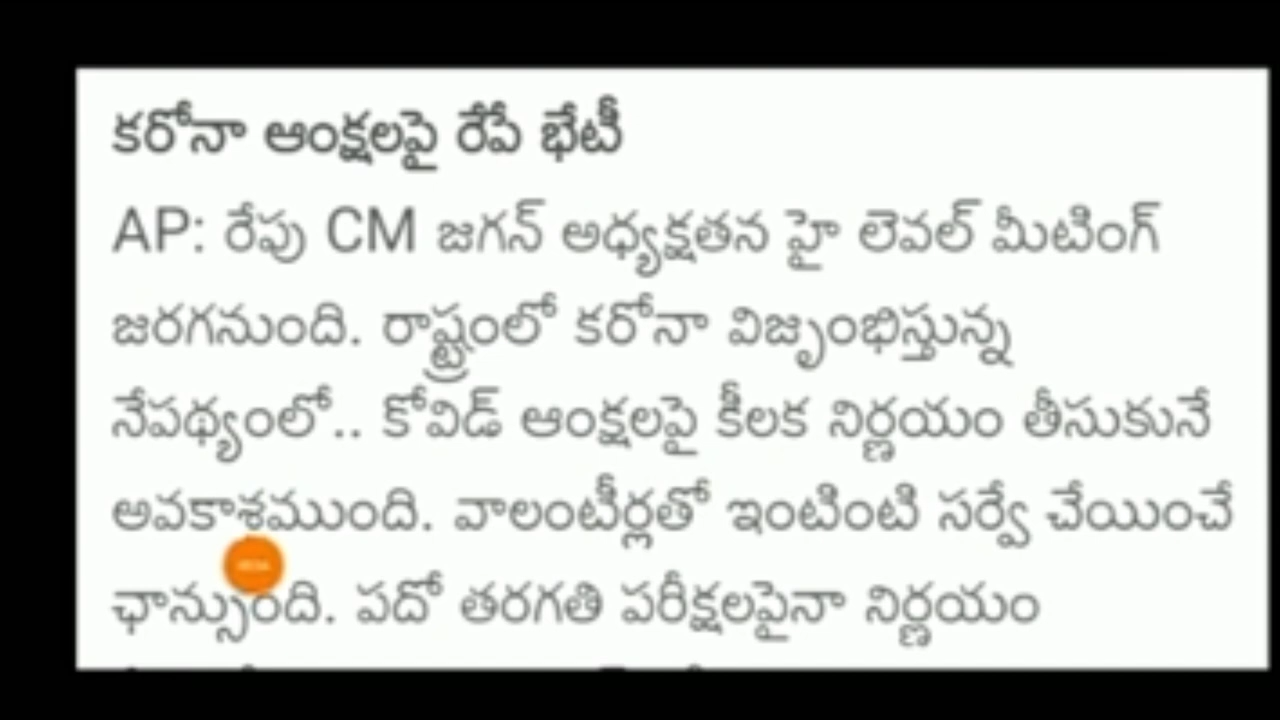 కరోనా ఆంక్షలపై రేపే భేటీ
AP: రేపు CM జగన్ అధ్యక్షతన హై లెవల్ మీటింగ్
జరగనుంది. రాష్ట్రంలో కరోనా విజృంభిస్తున్న
నేపథ్యంలో.. కోవిడ్ ఆంక్షలపై కీలక నిర్ణయం తీసుకునే
అవకాశముంది. వాలంటీర్లతో ఇంటింటి సర్వే చేయించే
ఛాన్సుంది. పదో తరగతి పరీక్షలపైనా నిర్ణయం